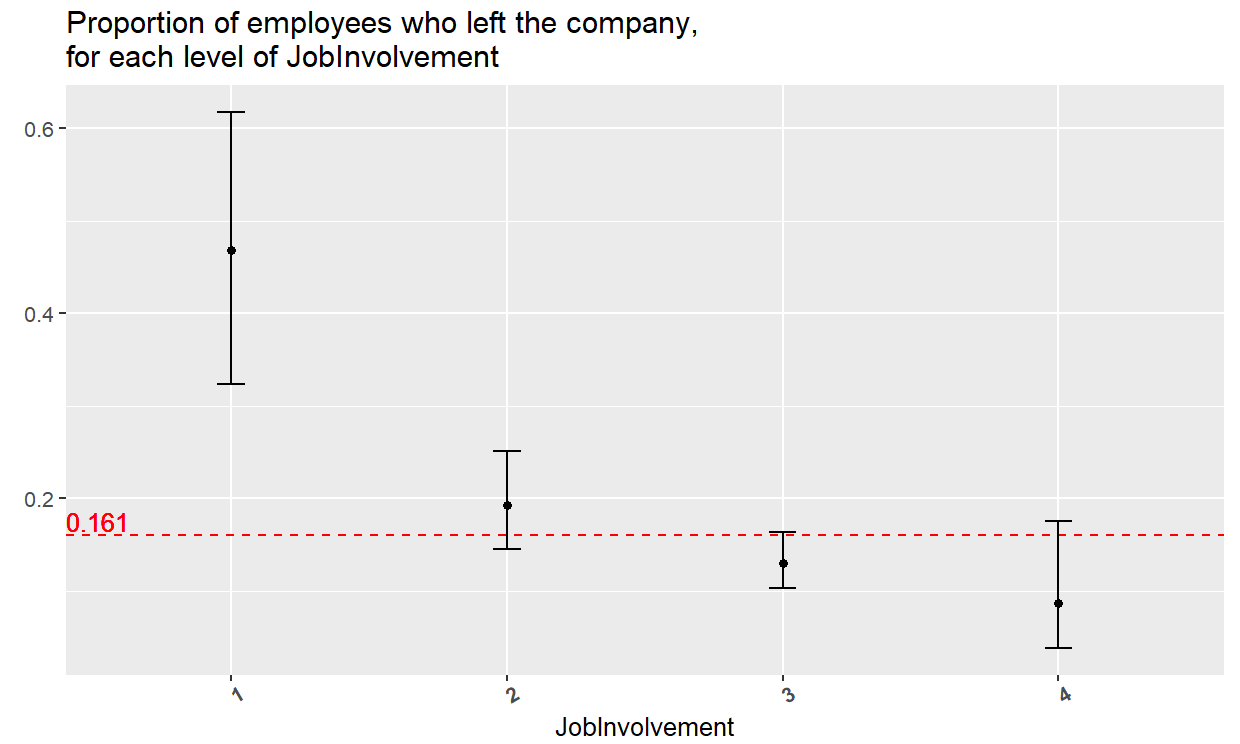 Proportion of employees who left the company,
for each level of JobInvolvement
0.6
0.4
0.2
0.161
1 2 3 4
JobInvolvement